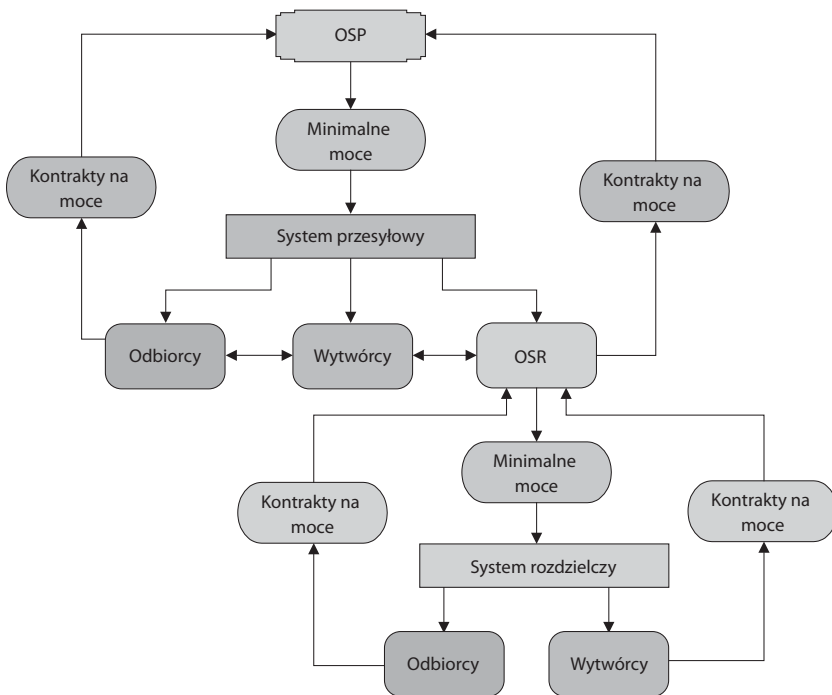 OSP
Minimalne
moce
Kontrakty na
moce
Kontrakty na
moce
System przesyłowy
Odbiorcy
Wytwórcy
OSR
Minimalne
moce
Kontrakty na
moce
Kontrakty na
moce
System rozdzielczy
Odbiorcy
Wytwórcy